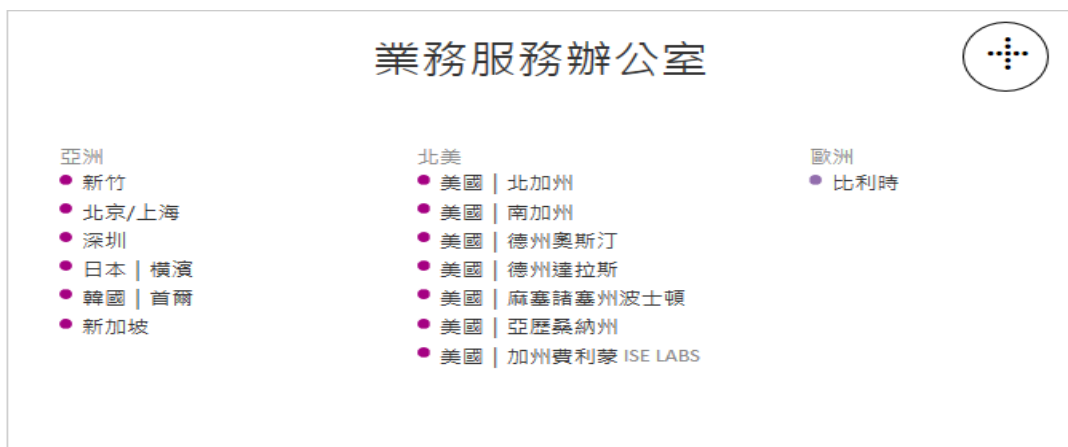 業務服務辦公室
亞洲
新竹
北京/上海
深圳
日本 | 橫濱
韓國 | 首爾
新加坡
北美
美國 | 北加州
美國 | 南加州
美國 | 德州奧斯汀
美國 | 德州達拉斯
美國 | 麻塞諸塞州波士頓
美國 | 亞歷桑納州
美國 | 加州費利蒙 ISE LABS
歐洲
比利時